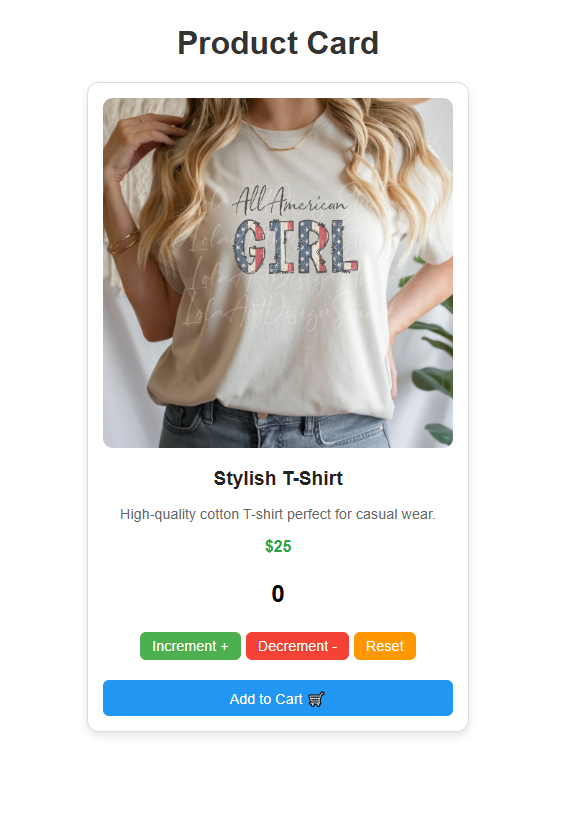 Product Card
All American
GIRL
LolaArtDesignStudio
Stylish T-Shirt
High-quality cotton T-shirt perfect for casual wear.
$25
0
Increment +
Decrement -
Reset
Add to Cart 🛒